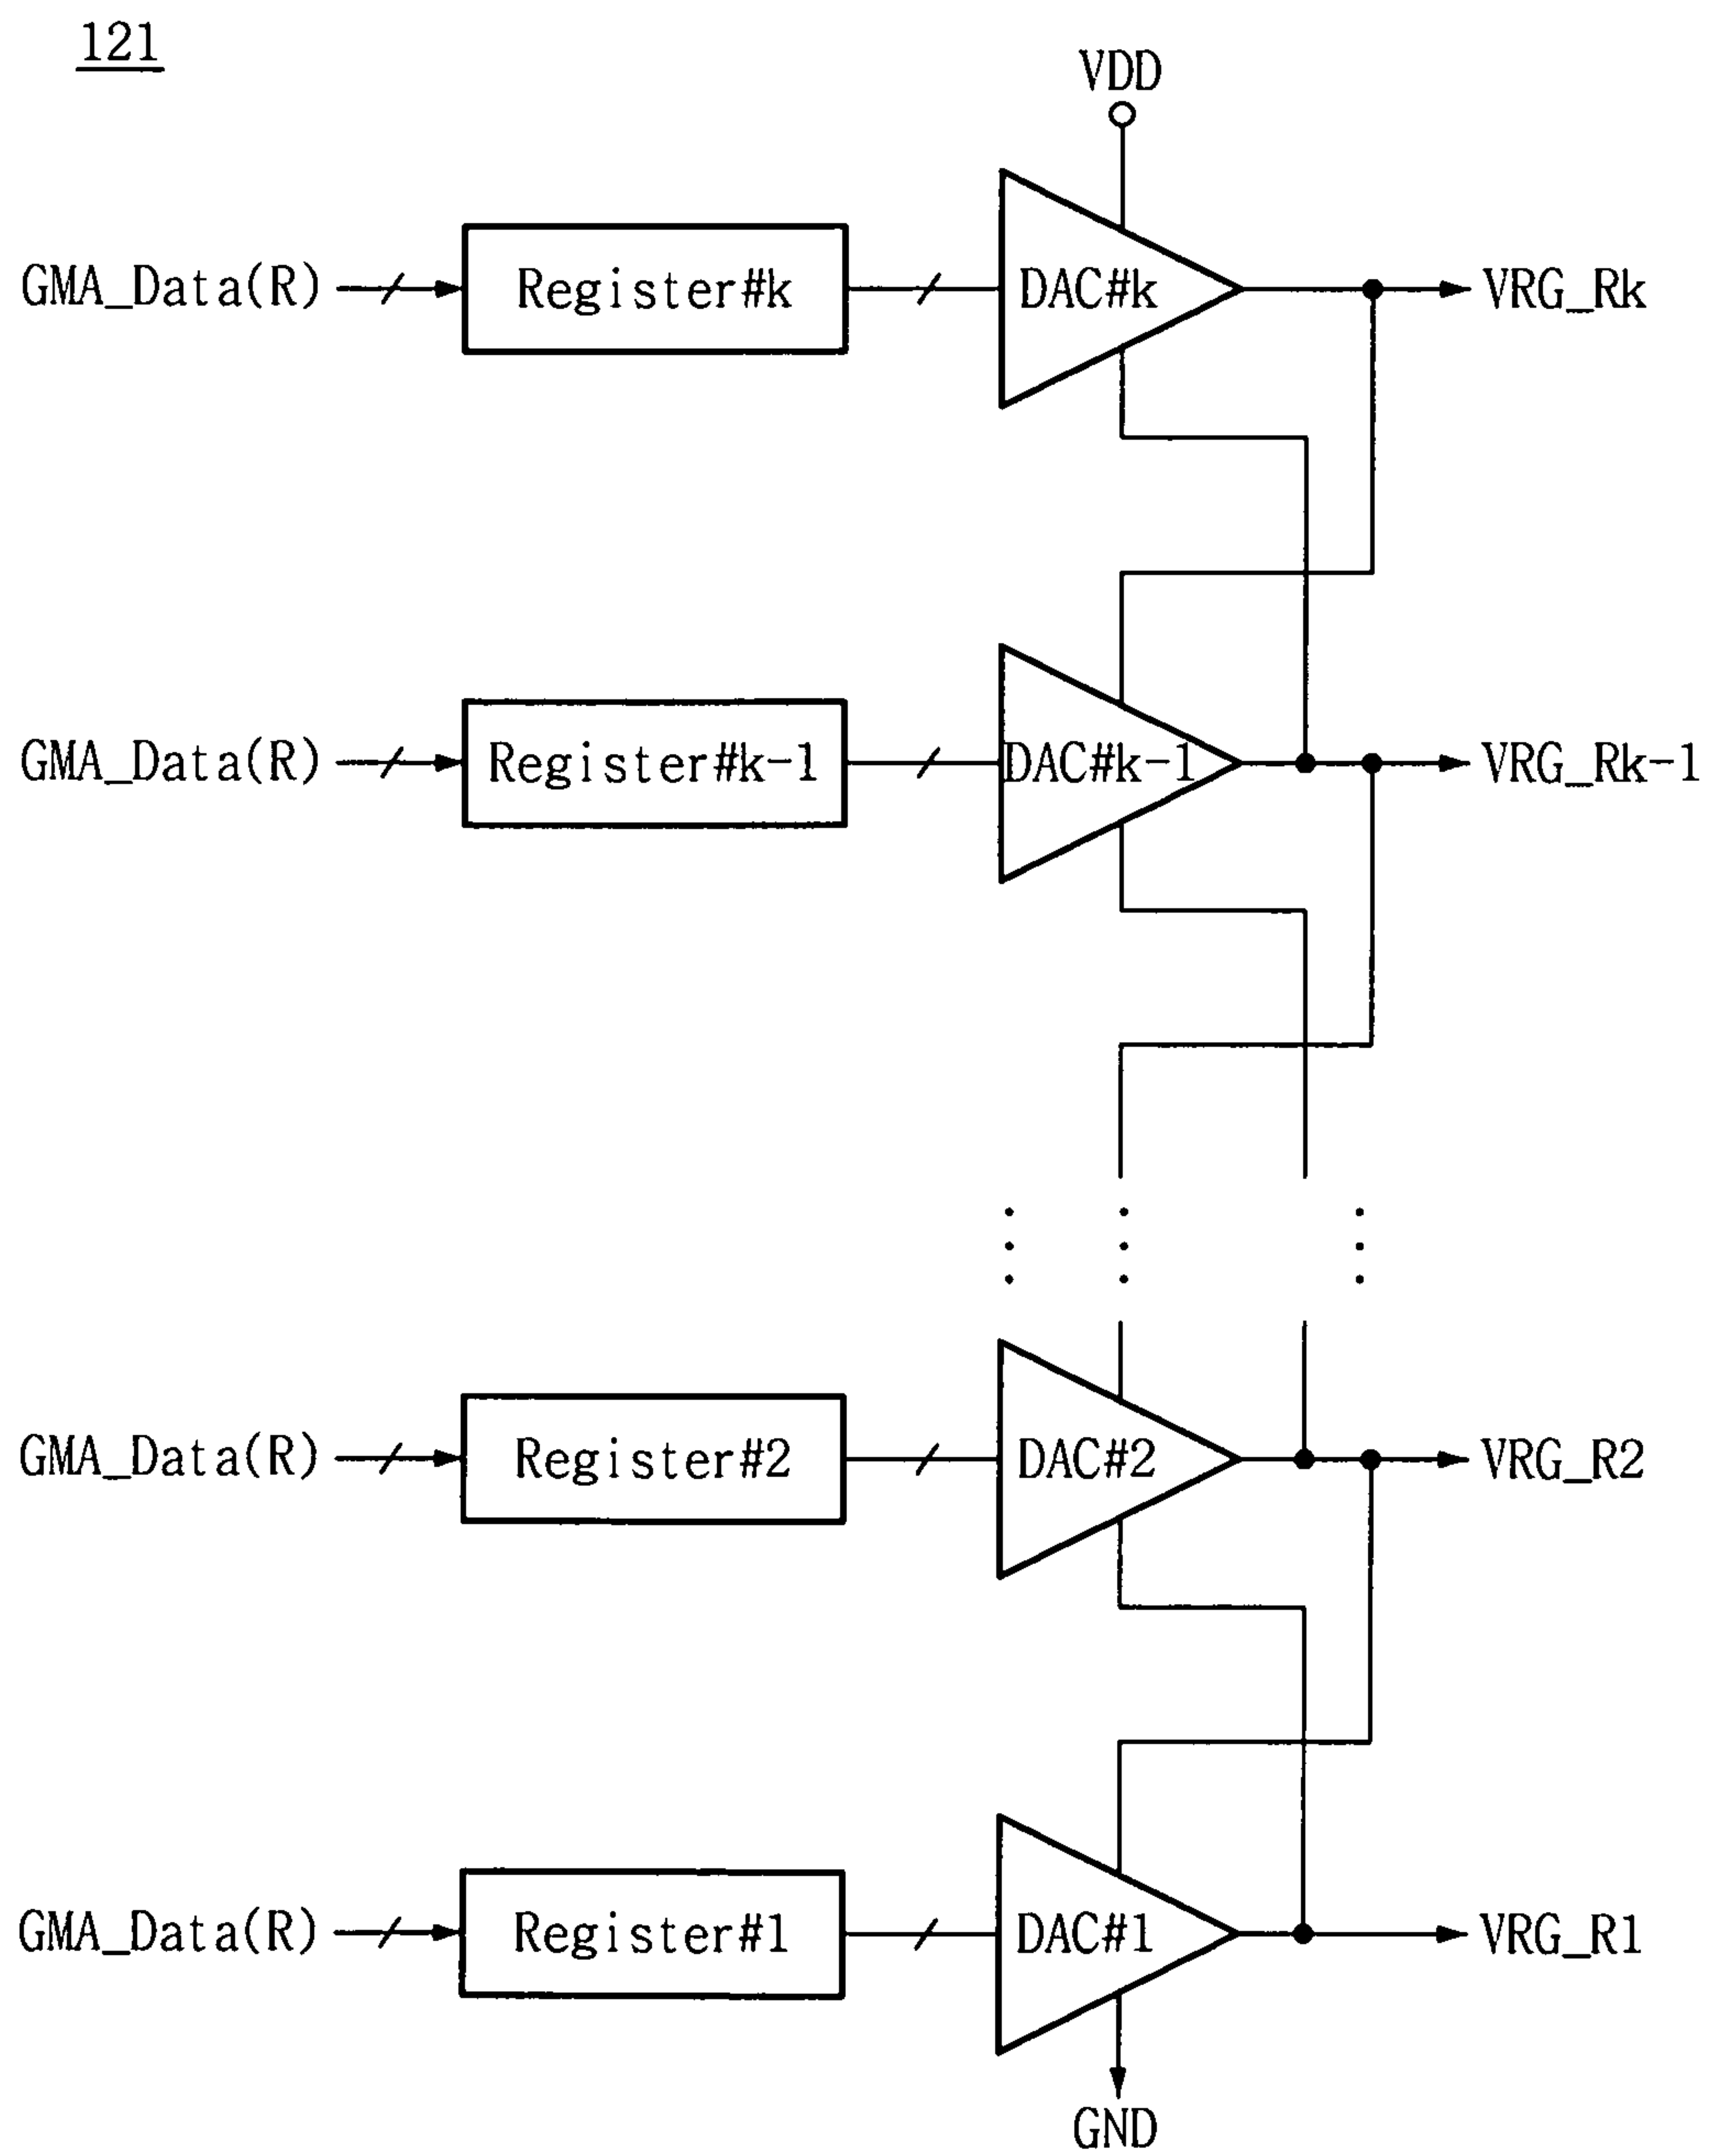 121
VDD
GMA_Data(R) Register#k DAC#k VRG_Rk
GMA_Data(R) Register#k-1 DAC#k-1 VRG_Rk-1
GMA_Data(R) Register#2 DAC#2 VRG_R2
GMA_Data(R) Register#1 DAC#1 VRG_R1
GND